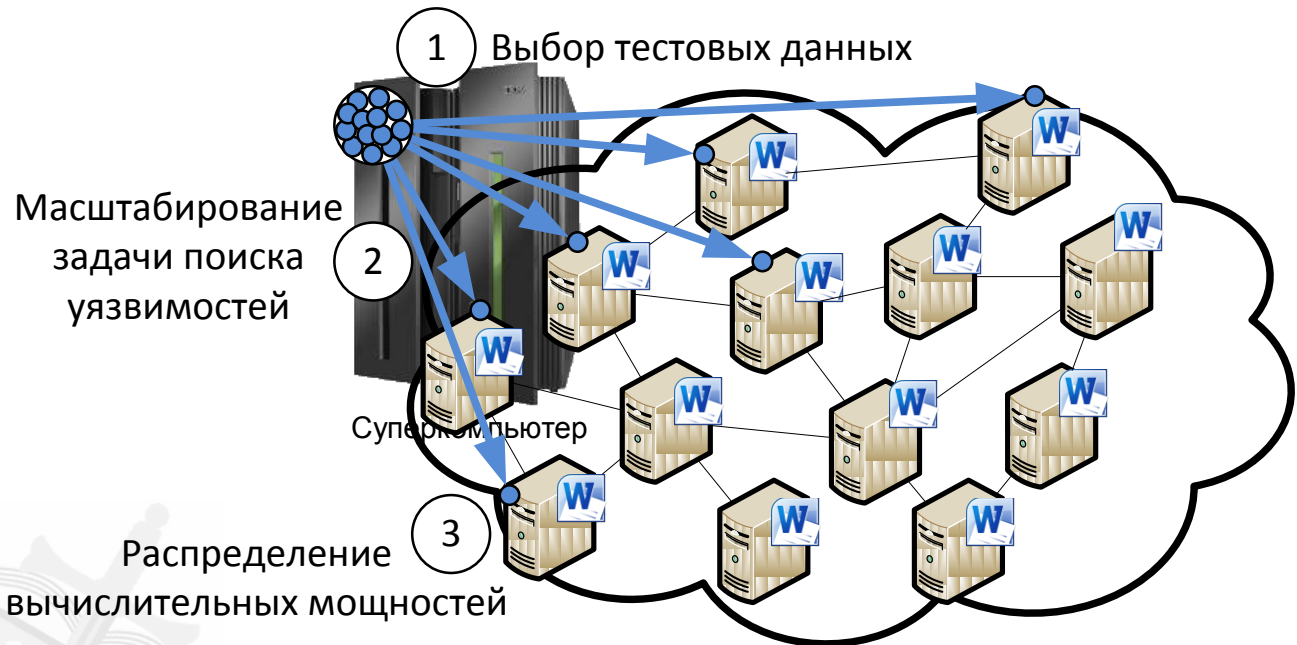 1
Выбор тестовых данных
Масштабирование
задачи поиска
уязвимостей
2
Суперкомпьютер
3
Распределение
вычислительных мощностей
W
W
W
W
W
W
W
W
W
W
W
W
W